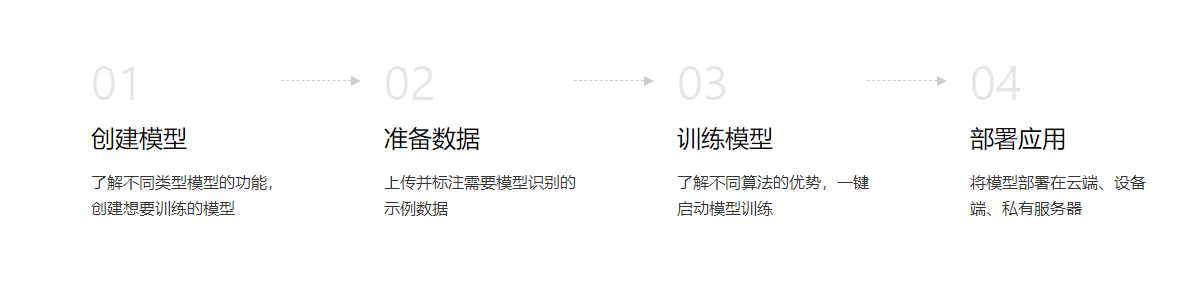 01
创建模型
了解不同类型模型的功能，
创建想要训练的模型
02
准备数据
上传并标注需要模型识别的
示例数据
03
训练模型
了解不同算法的优势，一键
启动模型训练
04
部署应用
将模型部署在云端、设备
端、私有服务器